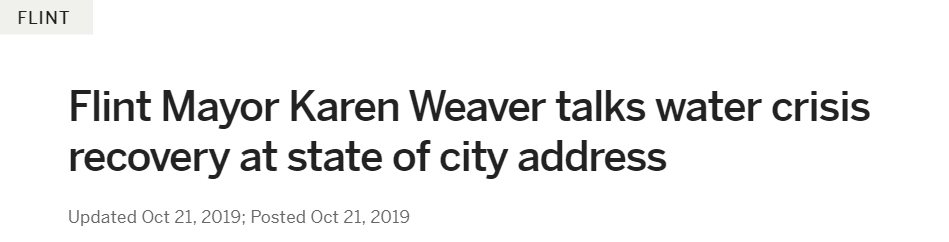 FLINT
Flint Mayor Karen Weaver talks water crisis
recovery at state of city address
Updated Oct 21, 2019; Posted Oct 21, 2019